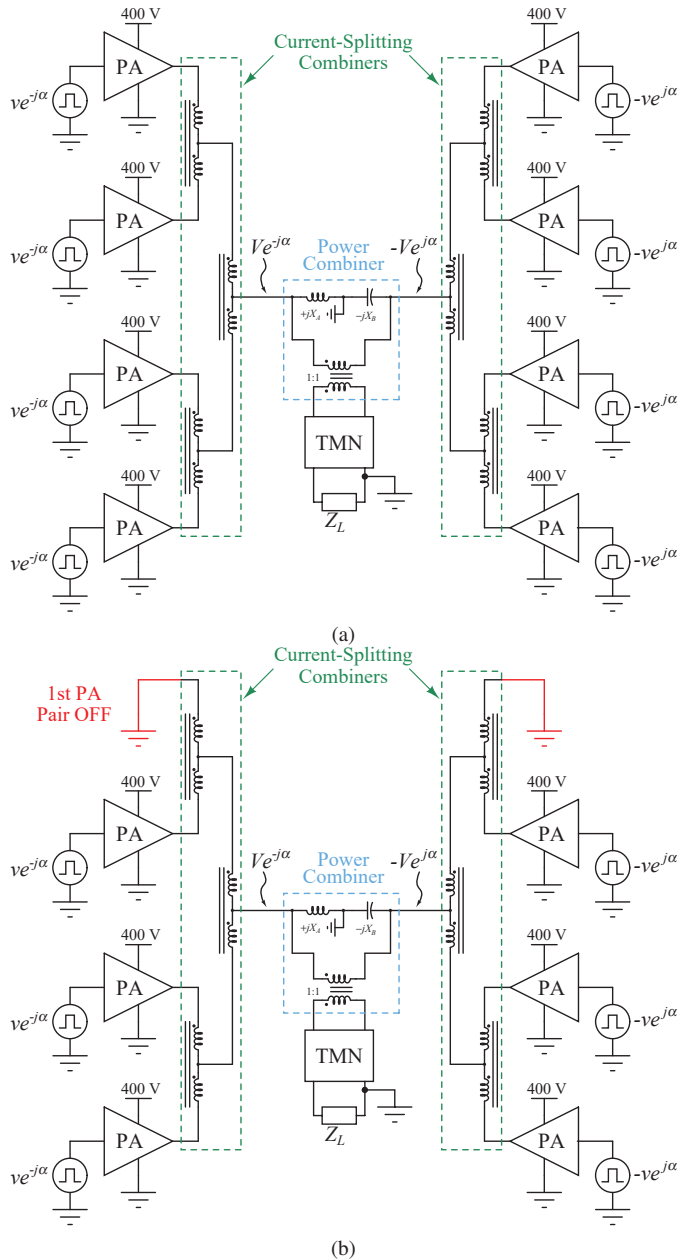 400 V
400 V
PA
Current-Splitting
Combiners
PA
ve^{-jα}
-ve^{jα}
400 V
400 V
PA
PA
ve^{-jα}
-ve^{jα}
Ve^{-jα}
Power
Combiner
-Ve^{jα}
400 V
400 V
+jX_A
-jX_B
PA
1:1
PA
ve^{-jα}
-ve^{jα}
TMN
400 V
400 V
Z_L
PA
PA
ve^{-jα}
-ve^{jα}
(a)
Current-Splitting
Combiners
1st PA
Pair OFF
400 V
400 V
PA
PA
ve^{-jα}
-ve^{jα}
Ve^{-jα}
Power
Combiner
-Ve^{jα}
400 V
400 V
+jX_A
-jX_B
PA
1:1
PA
ve^{-jα}
-ve^{jα}
TMN
400 V
400 V
Z_L
PA
PA
ve^{-jα}
-ve^{jα}
(b)